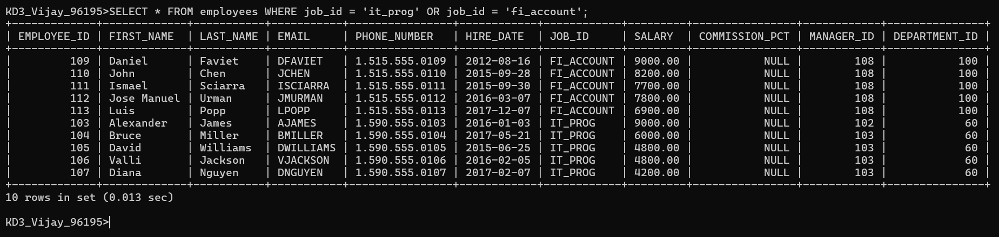 KD3_Vijay_96195>SELECT * FROM employees WHERE job_id = 'it_prog' OR job_id = 'fi_account';
+-------------+-------------+-----------+------------+----------------+------------+------------+---------+----------------+------------+---------------+
| EMPLOYEE_ID | FIRST_NAME  | LAST_NAME | EMAIL      | PHONE_NUMBER   | HIRE_DATE  | JOB_ID     | SALARY  | COMMISSION_PCT | MANAGER_ID | DEPARTMENT_ID |
+-------------+-------------+-----------+------------+----------------+------------+------------+---------+----------------+------------+---------------+
|         109 | Daniel      | Faviet    | DFAVIET    | 1.515.555.0109 | 2012-08-16 | FI_ACCOUNT | 9000.00 |           NULL |        108 |           100 |
|         110 | John        | Chen      | JCHEN      | 1.515.555.0110 | 2015-09-28 | FI_ACCOUNT | 8200.00 |           NULL |        108 |           100 |
|         111 | Ismael      | Sciarra   | ISCIARRA   | 1.515.555.0111 | 2015-09-30 | FI_ACCOUNT | 7700.00 |           NULL |        108 |           100 |
|         112 | Jose Manuel | Urman     | JMURMAN    | 1.515.555.0112 | 2016-03-07 | FI_ACCOUNT | 7800.00 |           NULL |        108 |           100 |
|         113 | Luis        | Popp      | LPOPP      | 1.515.555.0113 | 2017-12-07 | FI_ACCOUNT | 6900.00 |           NULL |        108 |           100 |
|         103 | Alexander   | James     | AJAMES     | 1.590.555.0103 | 2016-01-03 | IT_PROG    | 9000.00 |           NULL |        102 |            60 |
|         104 | Bruce       | Miller    | BMILLER    | 1.590.555.0104 | 2017-05-21 | IT_PROG    | 6000.00 |           NULL |        103 |            60 |
|         105 | David       | Williams  | DWILLIAMS  | 1.590.555.0105 | 2015-06-25 | IT_PROG    | 4800.00 |           NULL |        103 |            60 |
|         106 | Valli       | Jackson   | VJACKSON   | 1.590.555.0106 | 2016-02-05 | IT_PROG    | 4800.00 |           NULL |        103 |            60 |
|         107 | Diana       | Nguyen    | DNGUYEN    | 1.590.555.0107 | 2017-02-07 | IT_PROG    | 4200.00 |           NULL |        103 |            60 |
+-------------+-------------+-----------+------------+----------------+------------+------------+---------+----------------+------------+---------------+
10 rows in set (0.013 sec)
KD3_Vijay_96195>